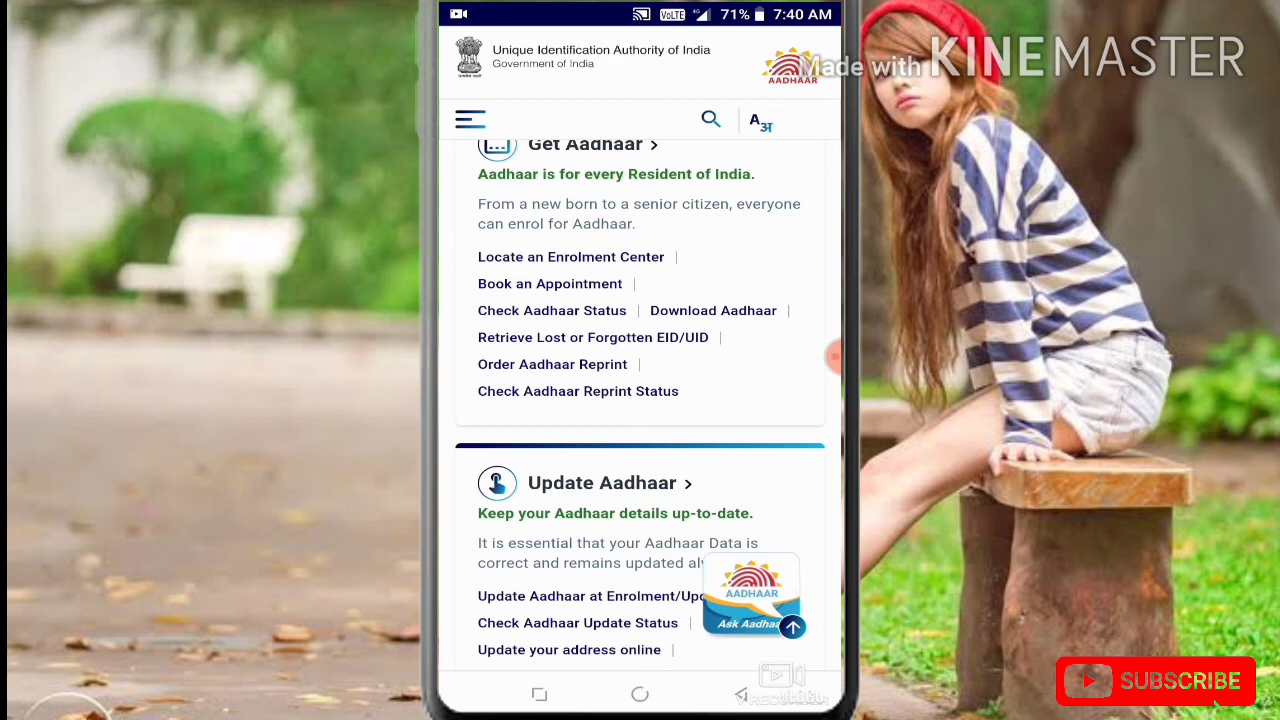 VoLTE 4G 71% 7:40 AM
Unique Identification Authority of India
Government of India
AADHAAR
Made with KINEMASTER
A अ
Get Aadhaar >
Aadhaar is for every Resident of India.
From a new born to a senior citizen, everyone
can enrol for Aadhaar.
Locate an Enrolment Center |
Book an Appointment |
Check Aadhaar Status | Download Aadhaar |
Retrieve Lost or Forgotten EID/UID |
Order Aadhaar Reprint |
Check Aadhaar Reprint Status
Update Aadhaar >
Keep your Aadhaar details up-to-date.
It is essential that your Aadhaar Data is
correct and remains updated
Update Aadhaar at
AADHAAR
Check Aadhaar Update Status |
Ask
Update your address online |
SUBSCRIBE